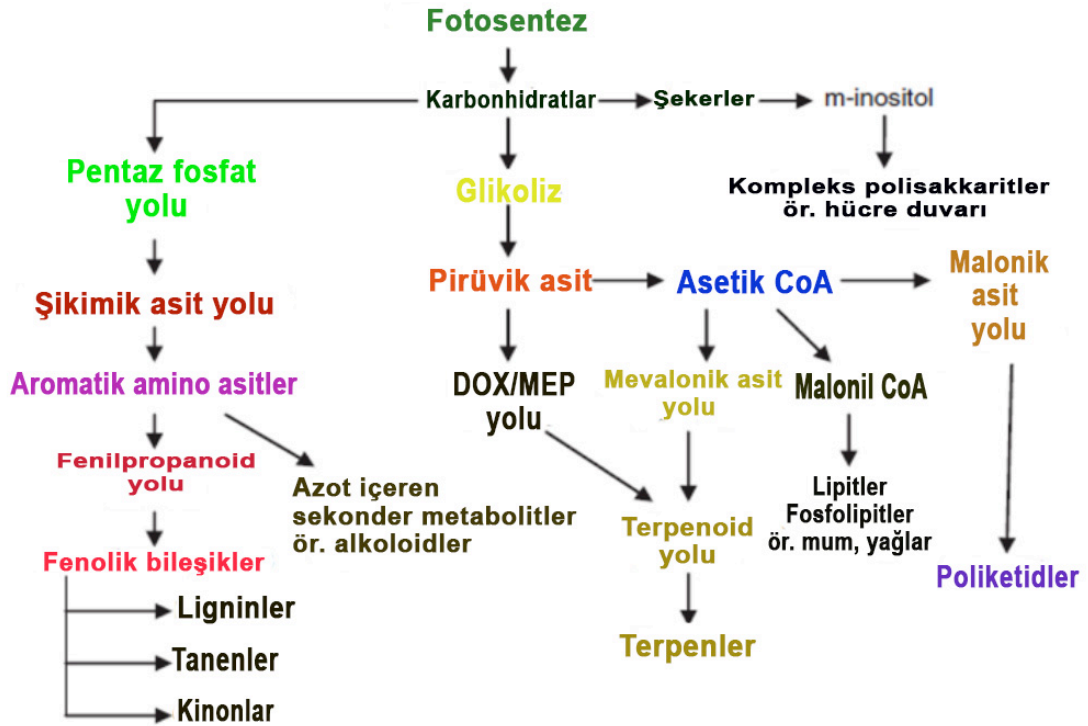 Fotosentez
Karbonhidratlar
Şekerler
m-inositol
Pentaz fosfat
yolu
Glikoliz
Kompleks polisakkaritler
ör. hücre duvarı
Şikimik asit yolu
Pirüvik asit
Asetik CoA
Malonik
asit
yolu
Aromatik amino asitler
DOX/MEP
yolu
Mevalonik asit
yolu
Malonil CoA
Fenilpropanoid
yolu
Azot içeren
sekonder metabolitler
ör. alkoloidler
Terpenoid
yolu
Lipitler
Fosfolipitler
ör. mum, yağlar
Poliketidler
Fenolik bileşikler
Ligninler
Tanenler
Kinonlar
Terpenler